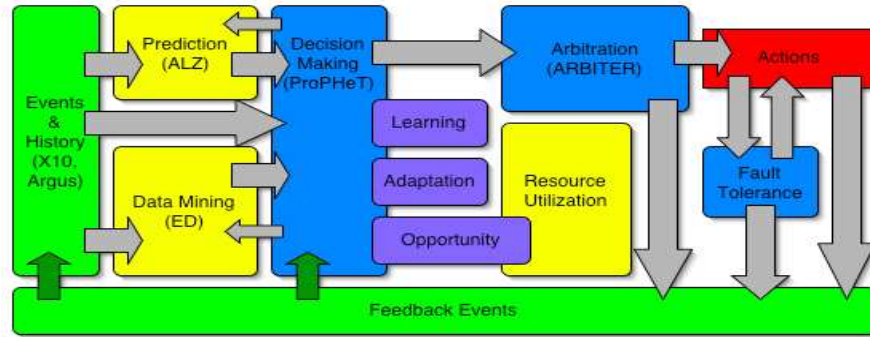 Events
&
History
(X10,
Argus)
Prediction
(ALZ)
Data Mining
(ED)
Decision
Making
(ProPHeT)
Learning
Adaptation
Opportunity
Arbitration
(ARBITER)
Resource
Utilization
Actions
Fault
Tolerance
Feedback Events